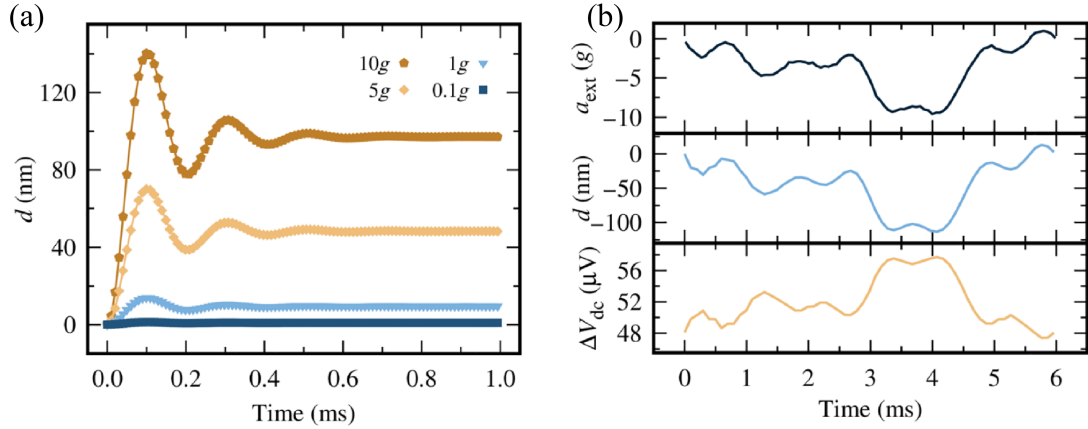 (a)
d (nm)
120
80
40
0
10g
1g
5g
0.1g
0.0
0.2
0.4
0.6
0.8
1.0
Time (ms)
(b)
a_ext (g)
0
−5
−10
d (nm)
0
−50
−100
ΔV_dc (μV)
56
52
48
0
1
2
3
4
5
6
Time (ms)